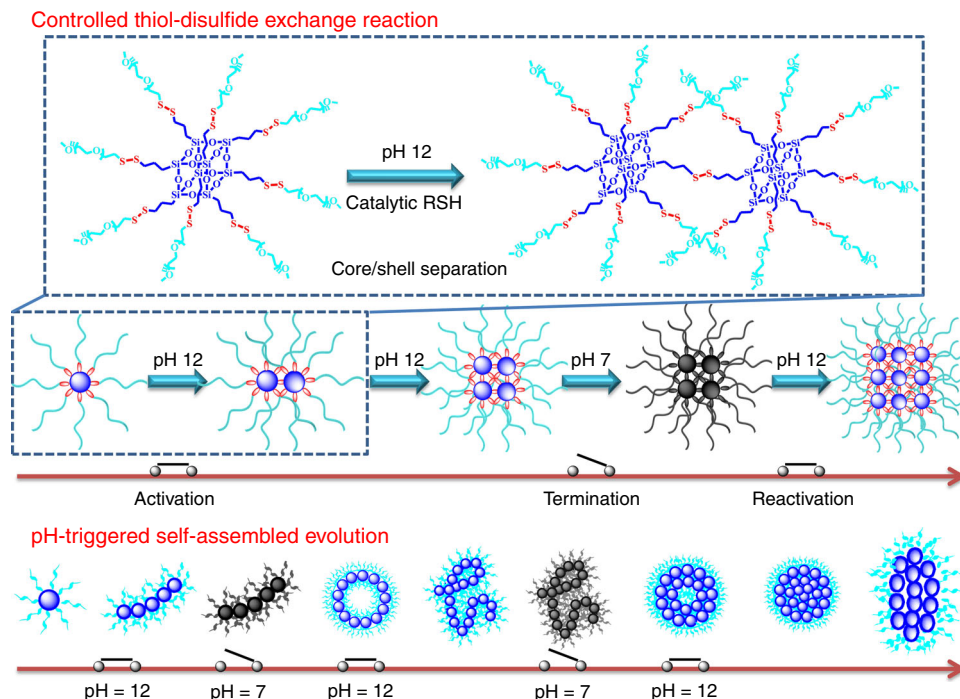 Controlled thiol-disulfide exchange reaction
pH 12
Catalytic RSH
Core/shell separation
pH 12 pH 12 pH 7 pH 12
Activation Termination Reactivation
pH-triggered self-assembled evolution
pH = 12 pH = 7 pH = 12 pH = 7 pH = 12